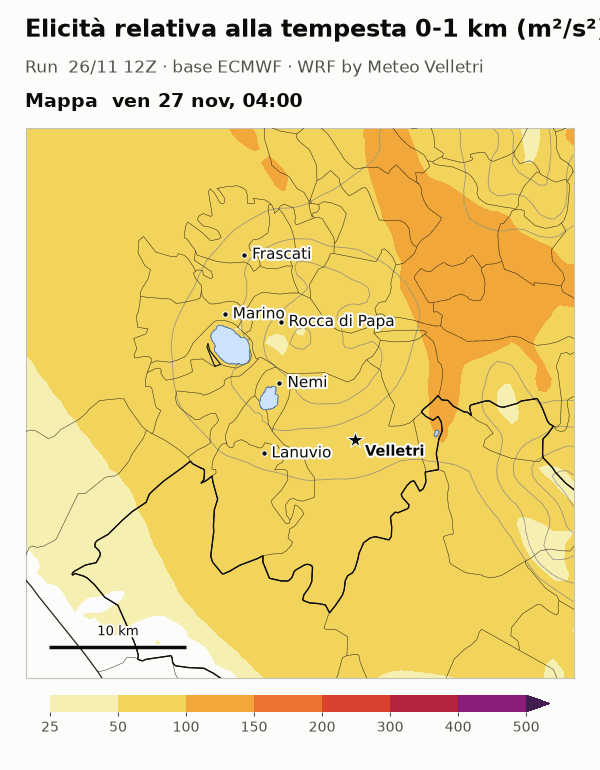 Elicità relativa alla tempesta 0-1 km (m²/s²)
Run 26/11 12Z · base ECMWF · WRF by Meteo Velletri
Mappa ven 27 nov, 04:00
Frascati
Marino
Rocca di Papa
Nemi
Velletri
Lanuvio
10 km
25 50 100 150 200 300 400 500